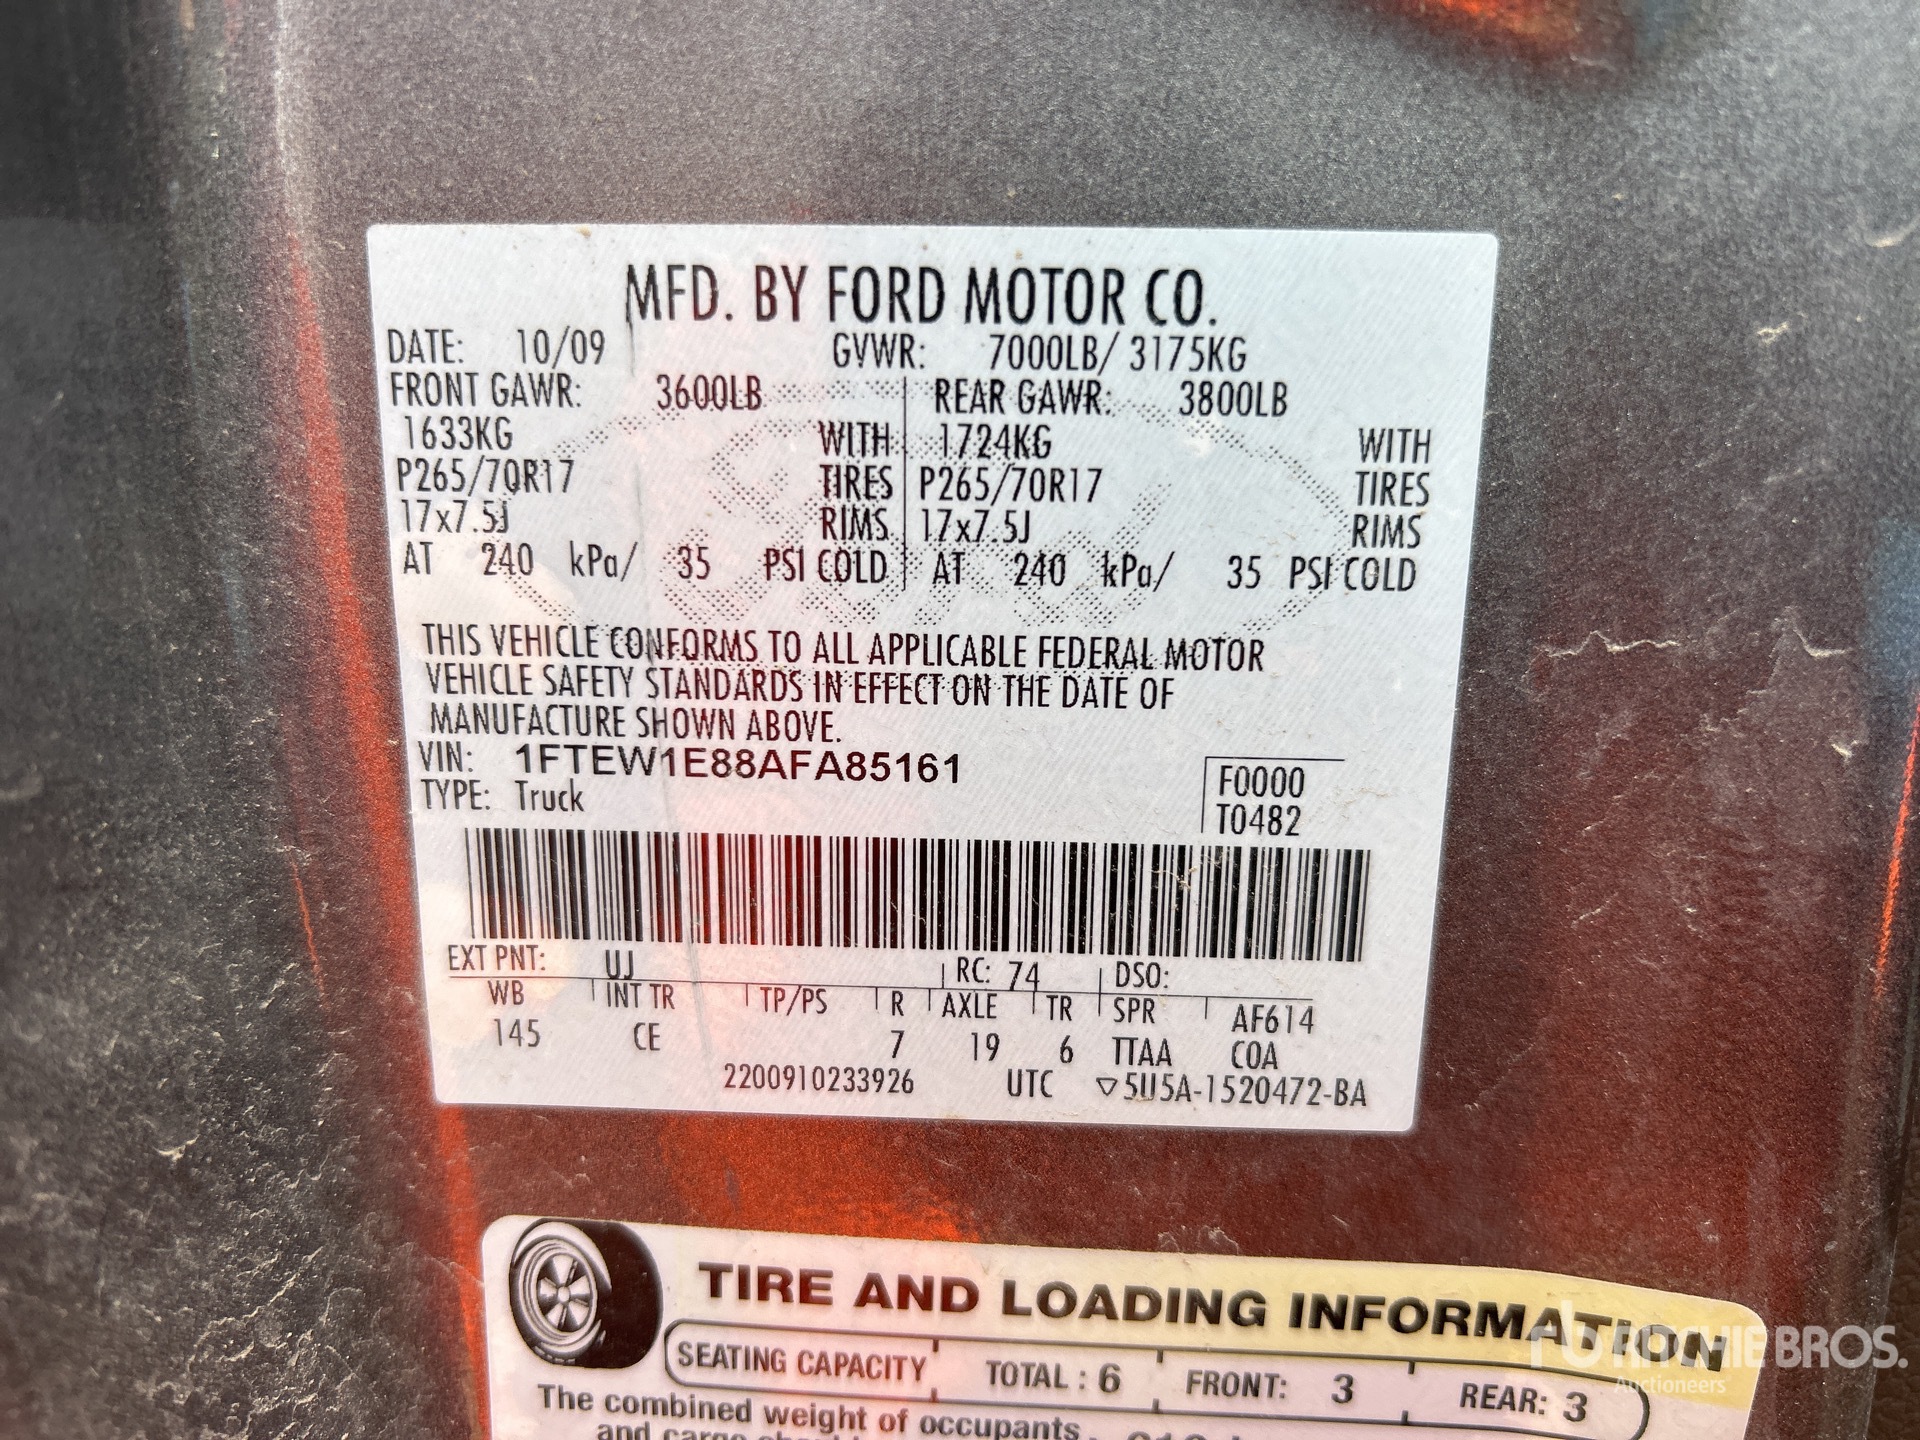 MFD. BY FORD MOTOR CO.
DATE: 10/09 GVWR: 7000LB/ 3175KG
FRONT GAWR: 3600LB REAR GAWR: 3800LB
1633KG WITH 1724KG WITH
P265/70R17 TIRES P265/70R17 TIRES
17x7.5J RIMS 17x7.5J RIMS
AT 240 kPa/ 35 PSI COLD AT 240 kPa/ 35 PSI COLD
THIS VEHICLE CONFORMS TO ALL APPLICABLE FEDERAL MOTOR
VEHICLE SAFETY STANDARDS IN EFFECT ON THE DATE OF
MANUFACTURE SHOWN ABOVE.
VIN: 1FTEW1E88AFA85161
TYPE: Truck
F0000
T0482
EXT PNT: UJ RC: 74 DSO:
WB INT TR TP/PS R AXLE TR SPR AF614
145 CE 7 19 6 TTAA COA
2200910233926 UTC ▽5U5A-1520472-BA
TIRE AND LOADING INFORMATION
SEATING CAPACITY TOTAL : 6 FRONT: 3 REAR: 3
The combined weight of occupants
and cargo
RITCHIE BROS.
Auctioneers